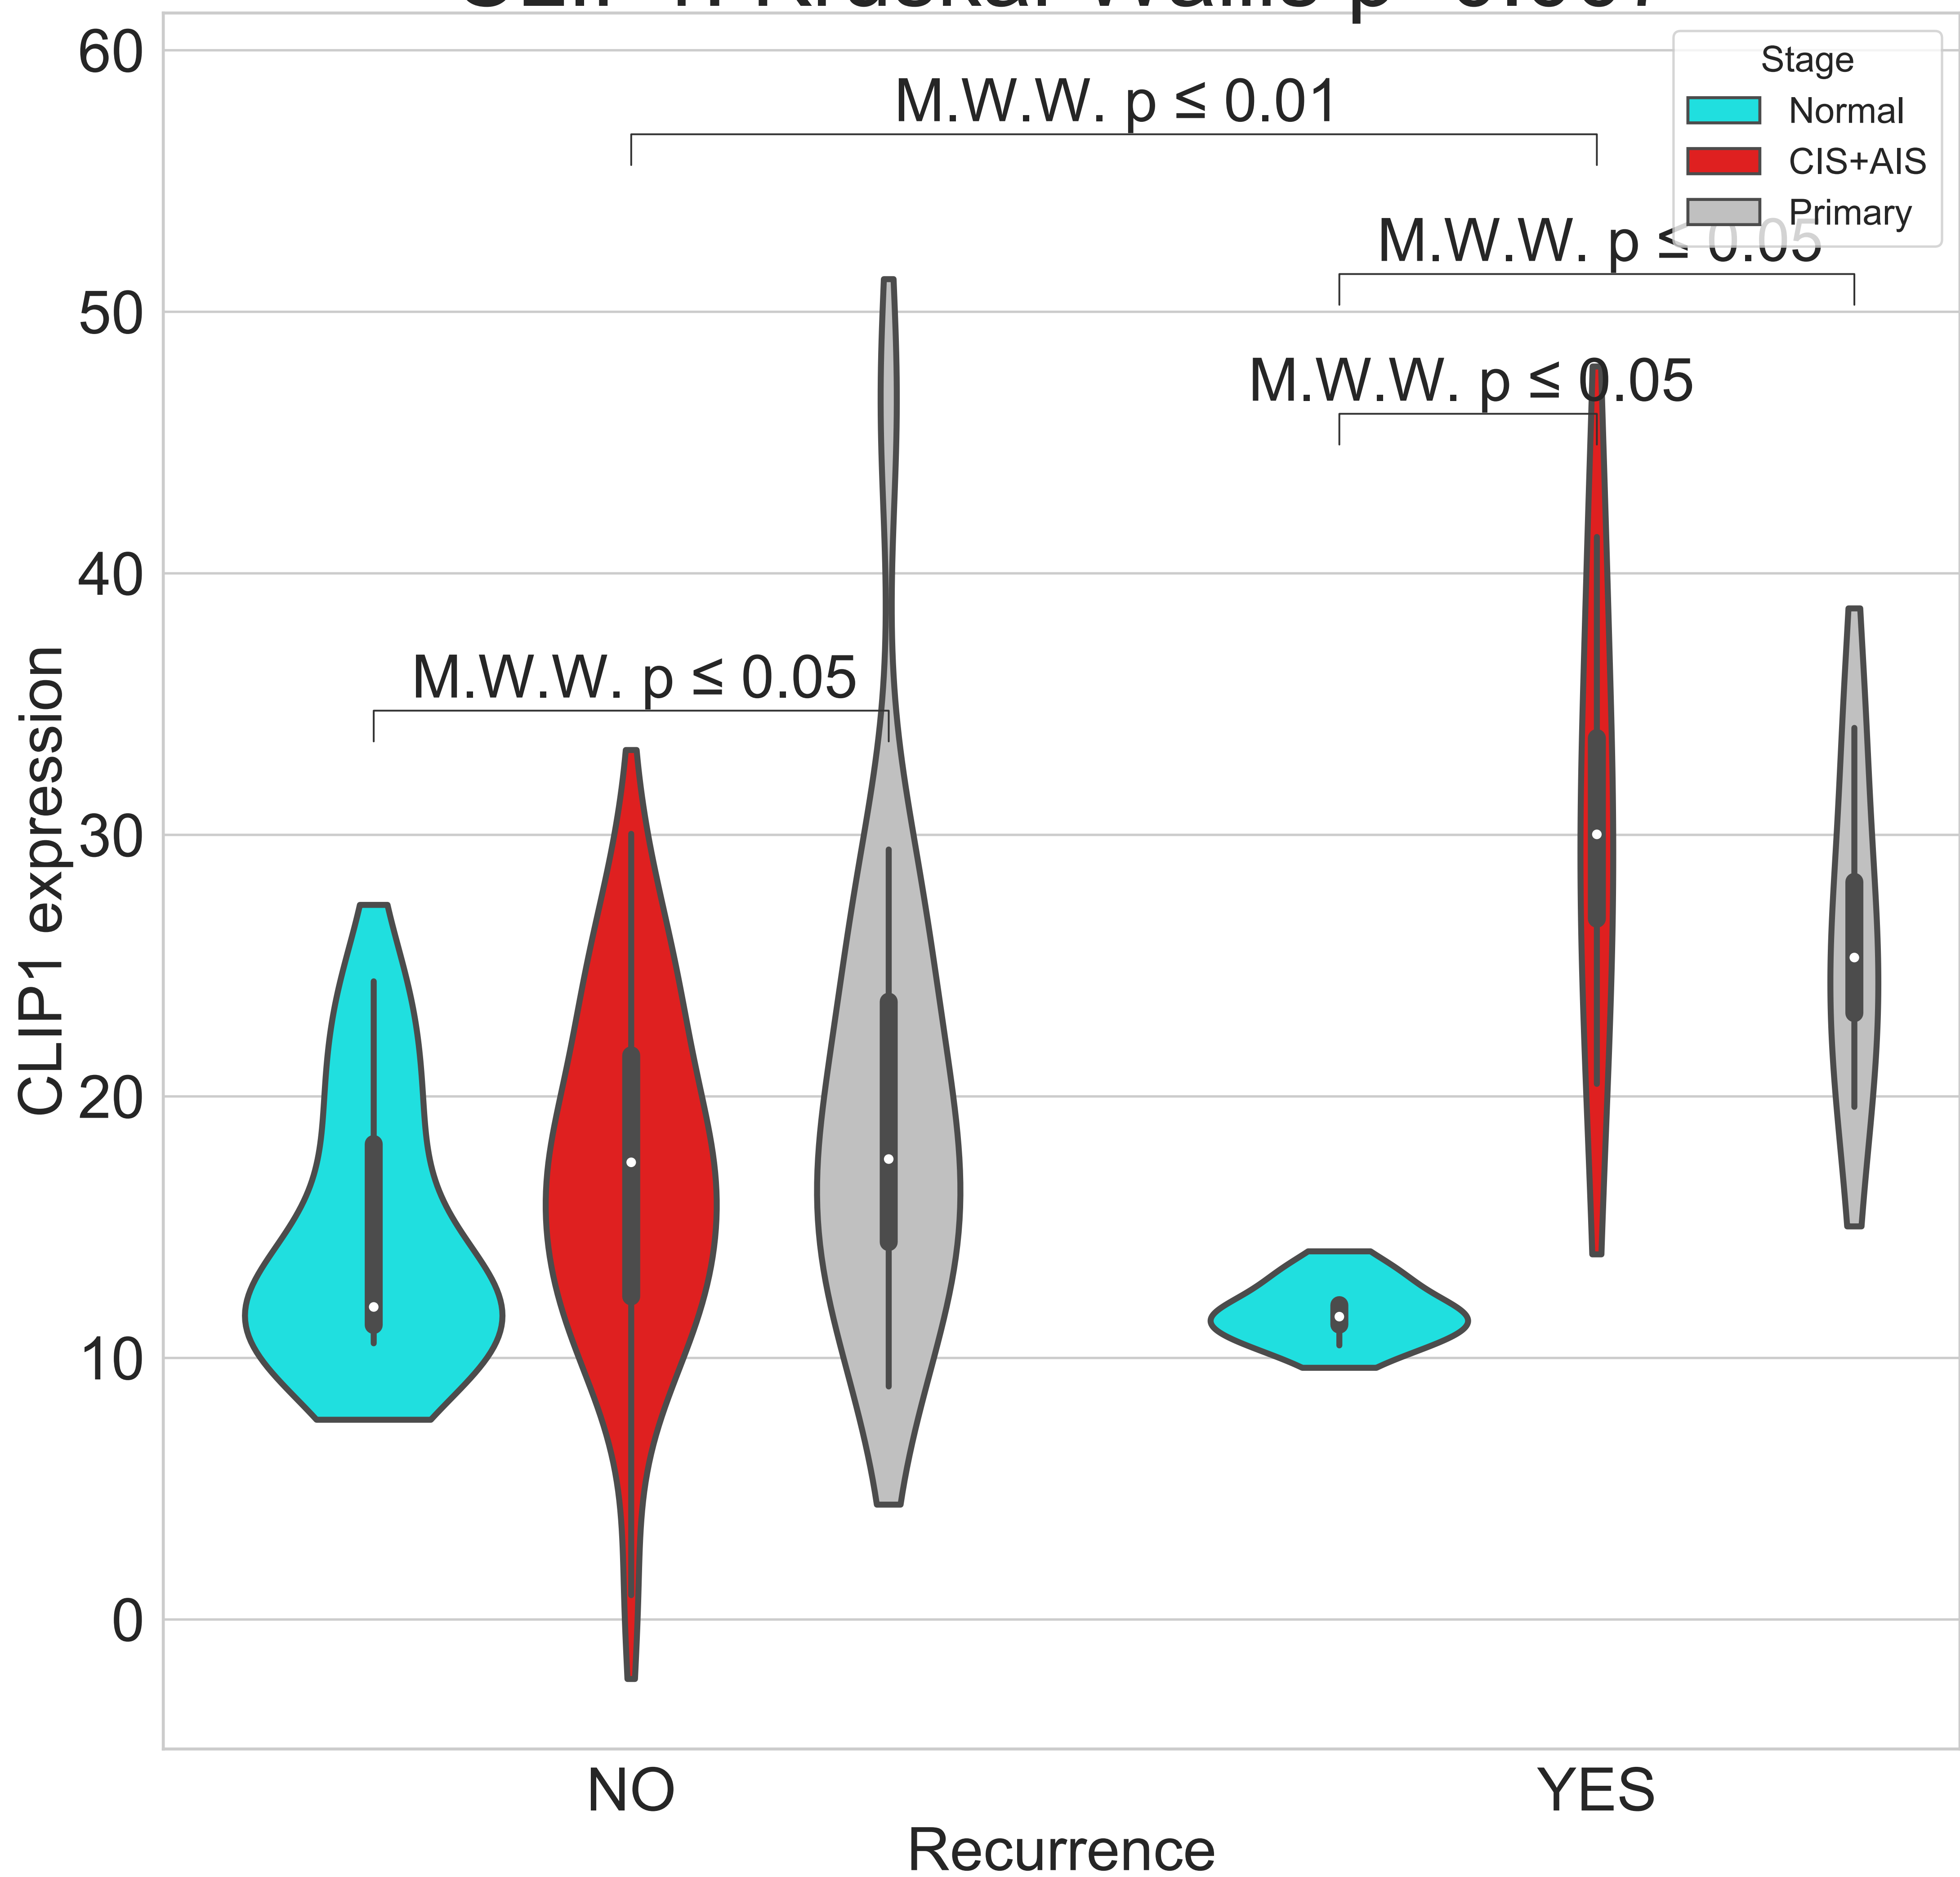 60
M.W.W. p ≤ 0.01
Stage
Normal
CIS+AIS
Primary
M.W.W. p ≤ 0.05
50
M.W.W. p ≤ 0.05
40
M.W.W. p ≤ 0.05
CLIP1 expression
30
20
10
0
NO
YES
Recurrence